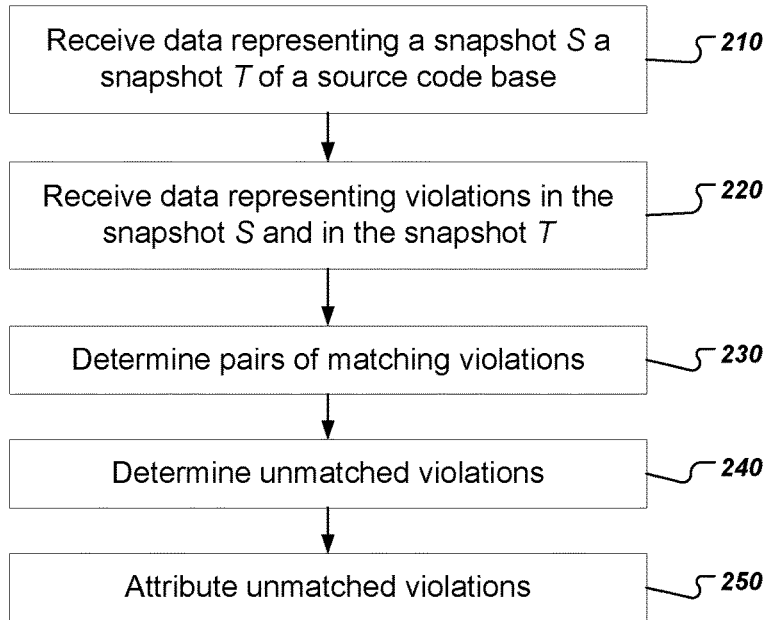 Receive data representing a snapshot S a
snapshot T of a source code base
210
Receive data representing violations in the
snapshot S and in the snapshot T
220
Determine pairs of matching violations
230
Determine unmatched violations
240
Attribute unmatched violations
250